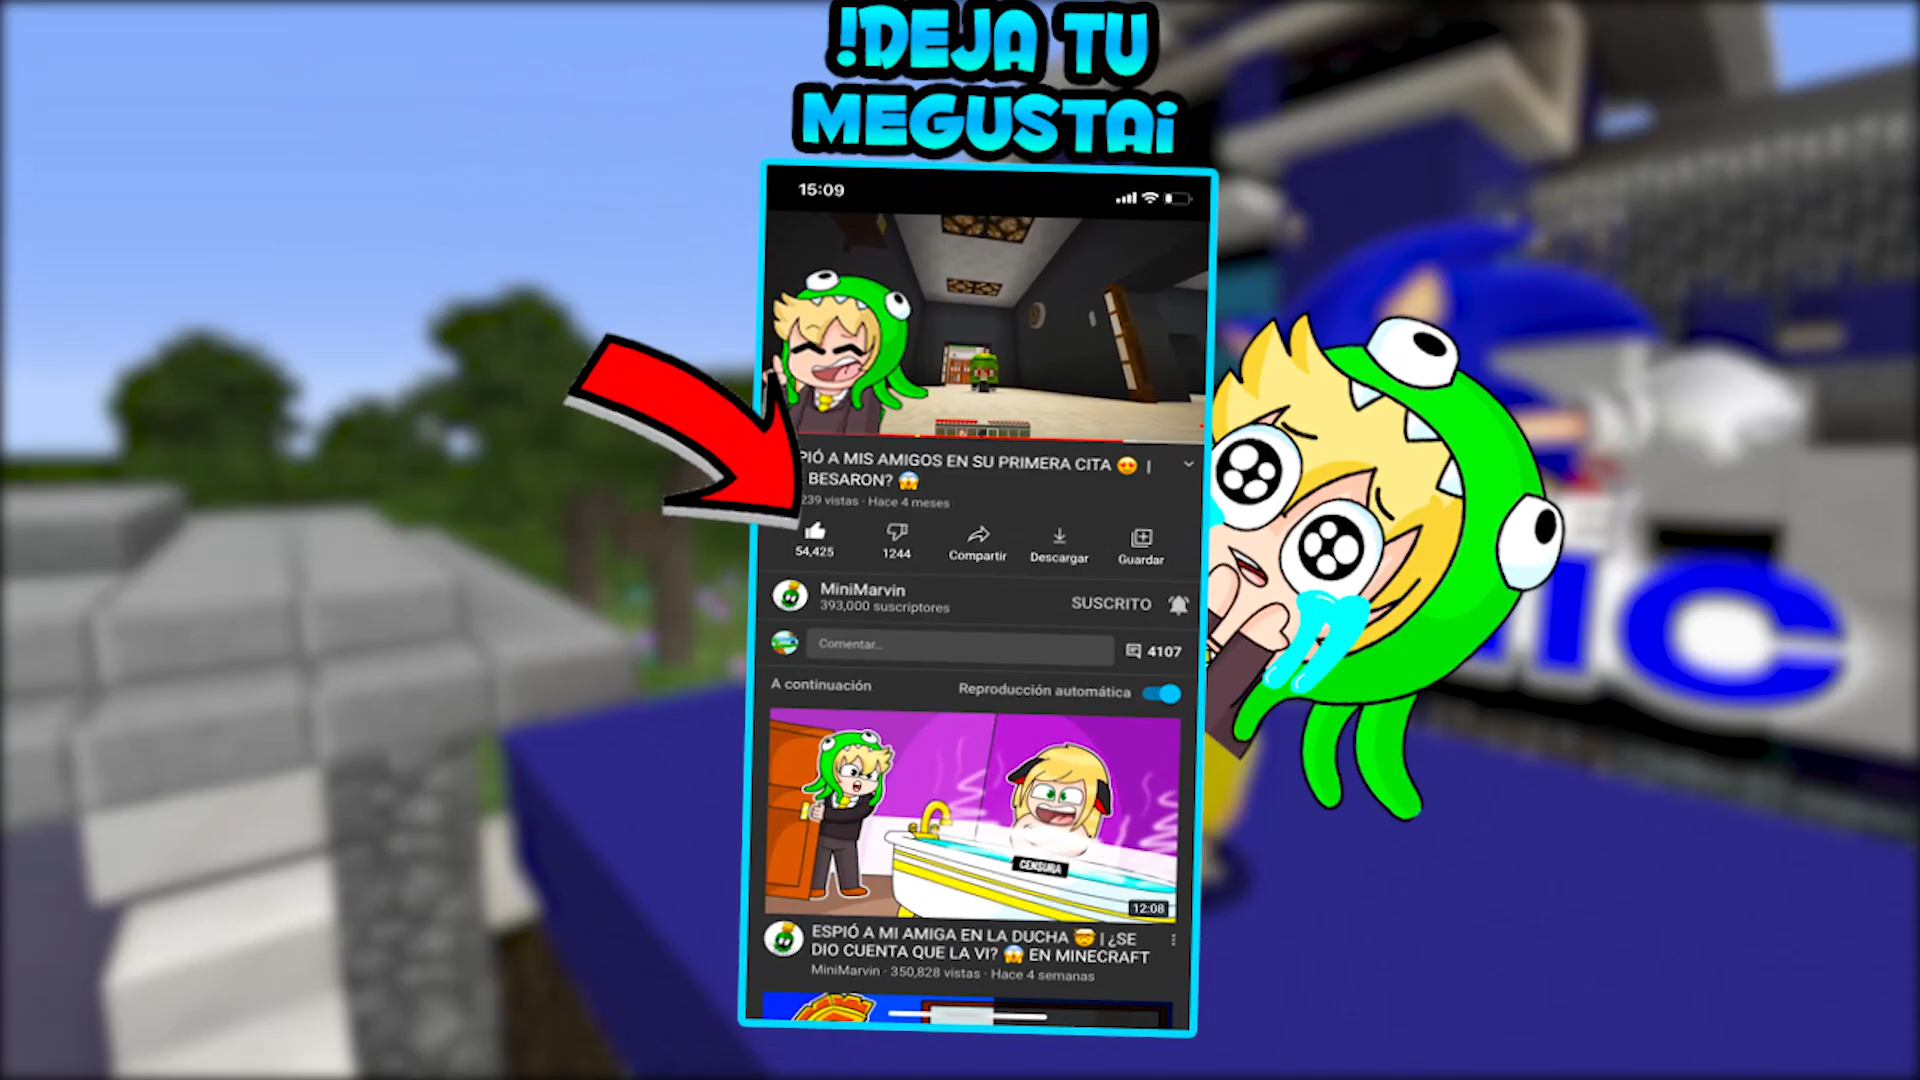 !DEJA TU
MEGUSTA¡
15:09
PIÓ A MIS AMIGOS EN SU PRIMERA CITA 😍 |
BESARON? 😱
239 vistas · Hace 4 meses
54,425
1244
Compartir
Descargar
Guardar
MiniMarvin
393,000 suscriptores
SUSCRITO
Comentar...
4107
A continuación
Reproducción automática
CENSURA
12:08
ESPIÓ A MI AMIGA EN LA DUCHA 🤯 | ¿SE
DIO CUENTA QUE LA VI? 😱 EN MINECRAFT
MiniMarvin · 350,828 vistas · Hace 4 semanas
IC